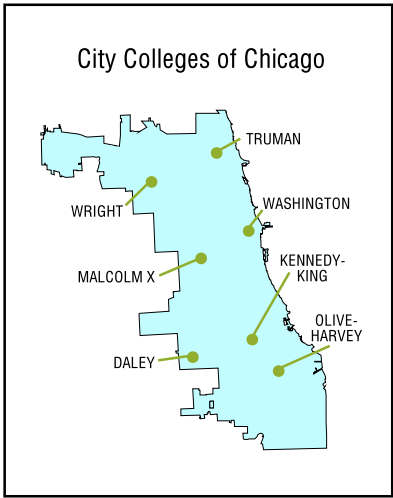 City Colleges of Chicago
TRUMAN
WASHINGTON
WRIGHT
KENNEDY-
KING
MALCOLM X
OLIVE-
HARVEY
DALEY